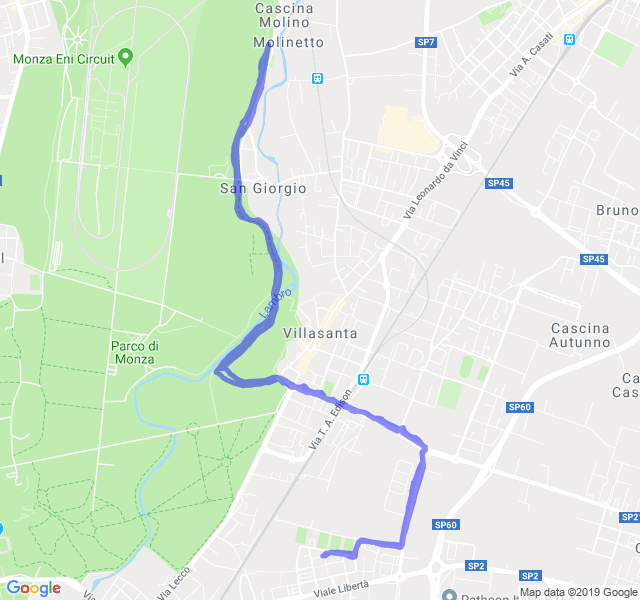 Cascina
Molino
Molinetto
Monza Eni Circuit
SP7
Via A. Casati
Via Leonardo da Vinci
San Giorgio
SP45
Bruno
SP45
l
Lambro
Villasanta
Cascina
Autunno
Parco di
Monza
Ca
Casc
SP60
Via T. A. Edison
SP2
SP60
SP2
SP2
Via Lecco
Viale Libertà
Google
Map data ©2019 Google